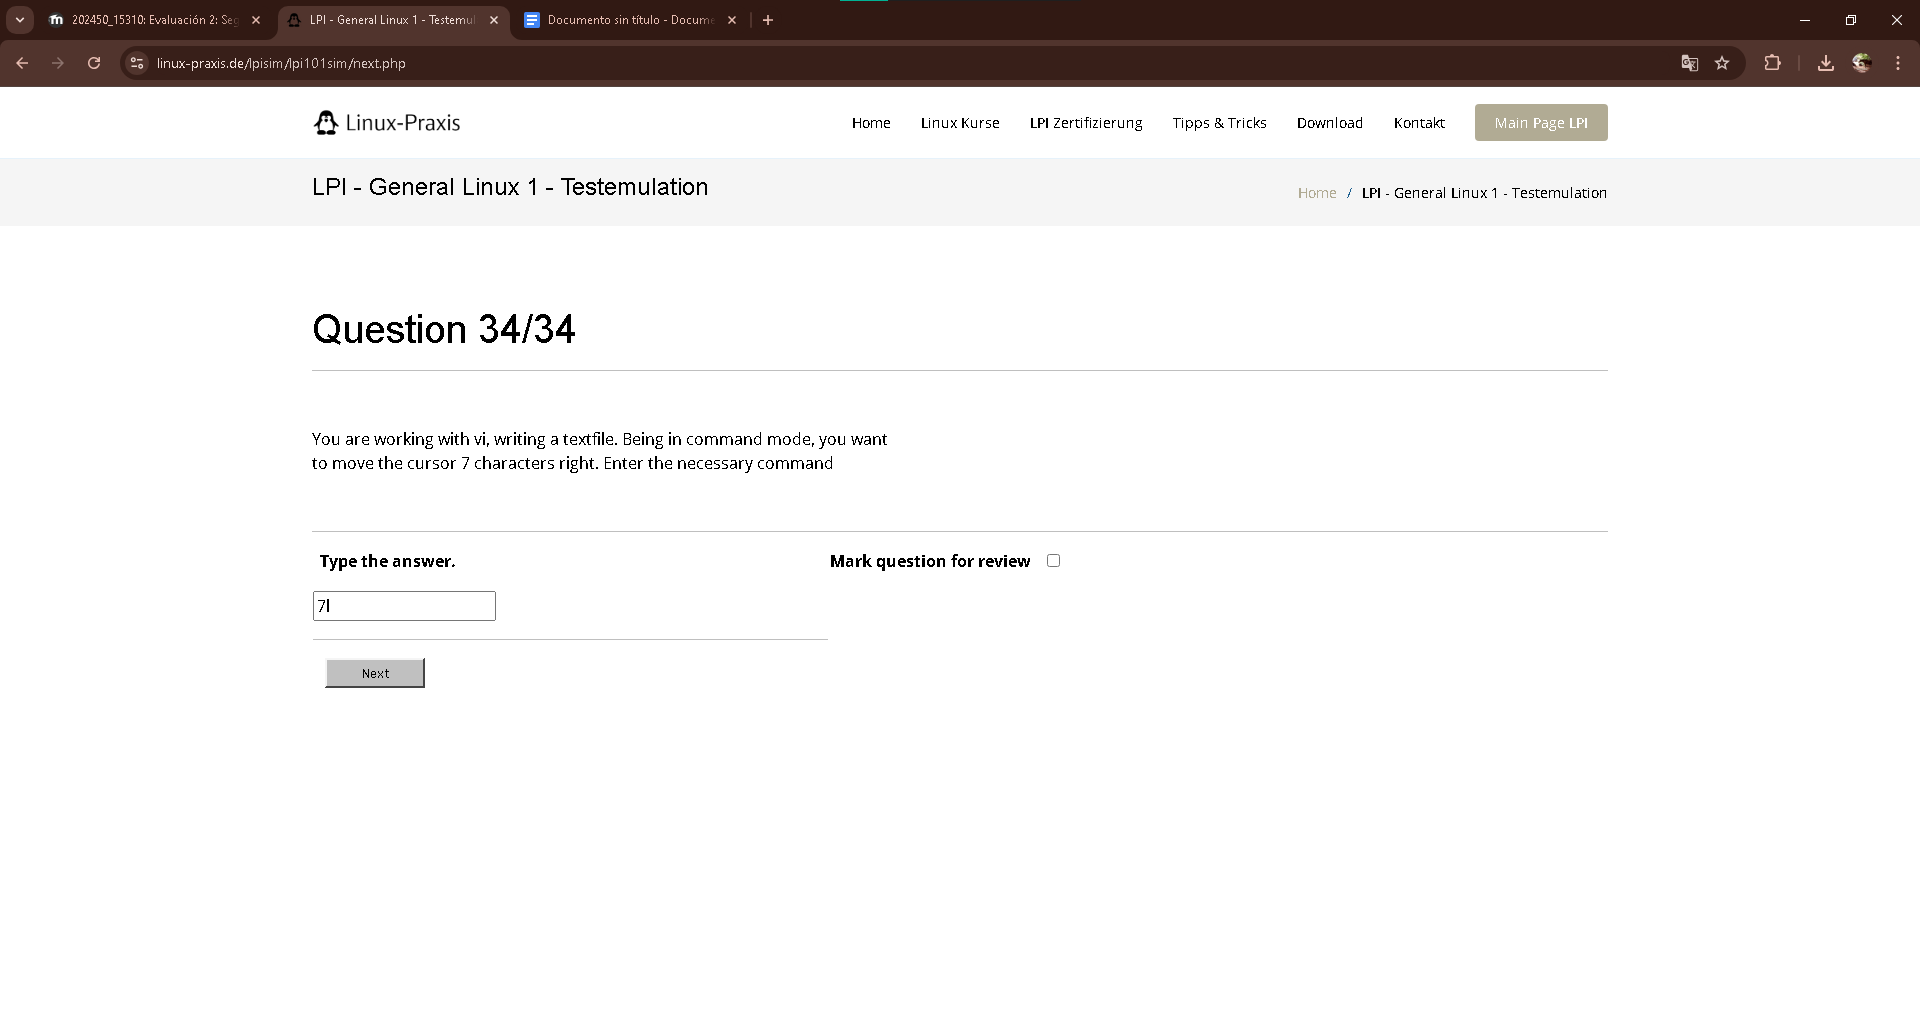 202450_15310: Evaluación 2: Seg
LPI - General Linux 1 - Testemul
Documento sin título - Docume
linux-praxis.de/lpisim/lpi101sim/next.php
Linux-Praxis
Home
Linux Kurse
LPI Zertifizierung
Tipps & Tricks
Download
Kontakt
Main Page LPI
LPI - General Linux 1 - Testemulation
Home / LPI - General Linux 1 - Testemulation
Question 34/34
You are working with vi, writing a textfile. Being in command mode, you want
to move the cursor 7 characters right. Enter the necessary command
Type the answer.
Mark question for review
7l
Next